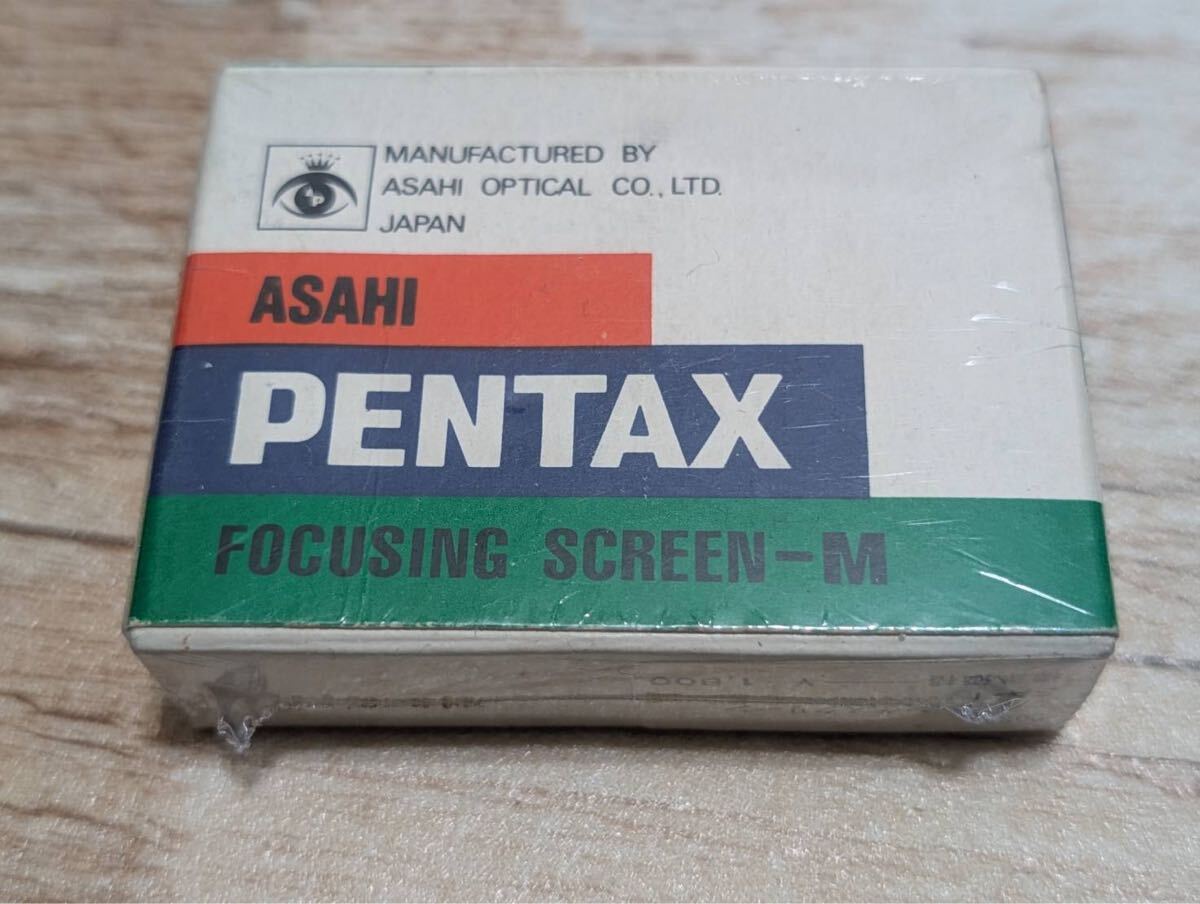 MANUFACTURED BY
ASAHI OPTICAL CO., LTD.
JAPAN
ASAHI
PENTAX
FOCUSING SCREEN-M